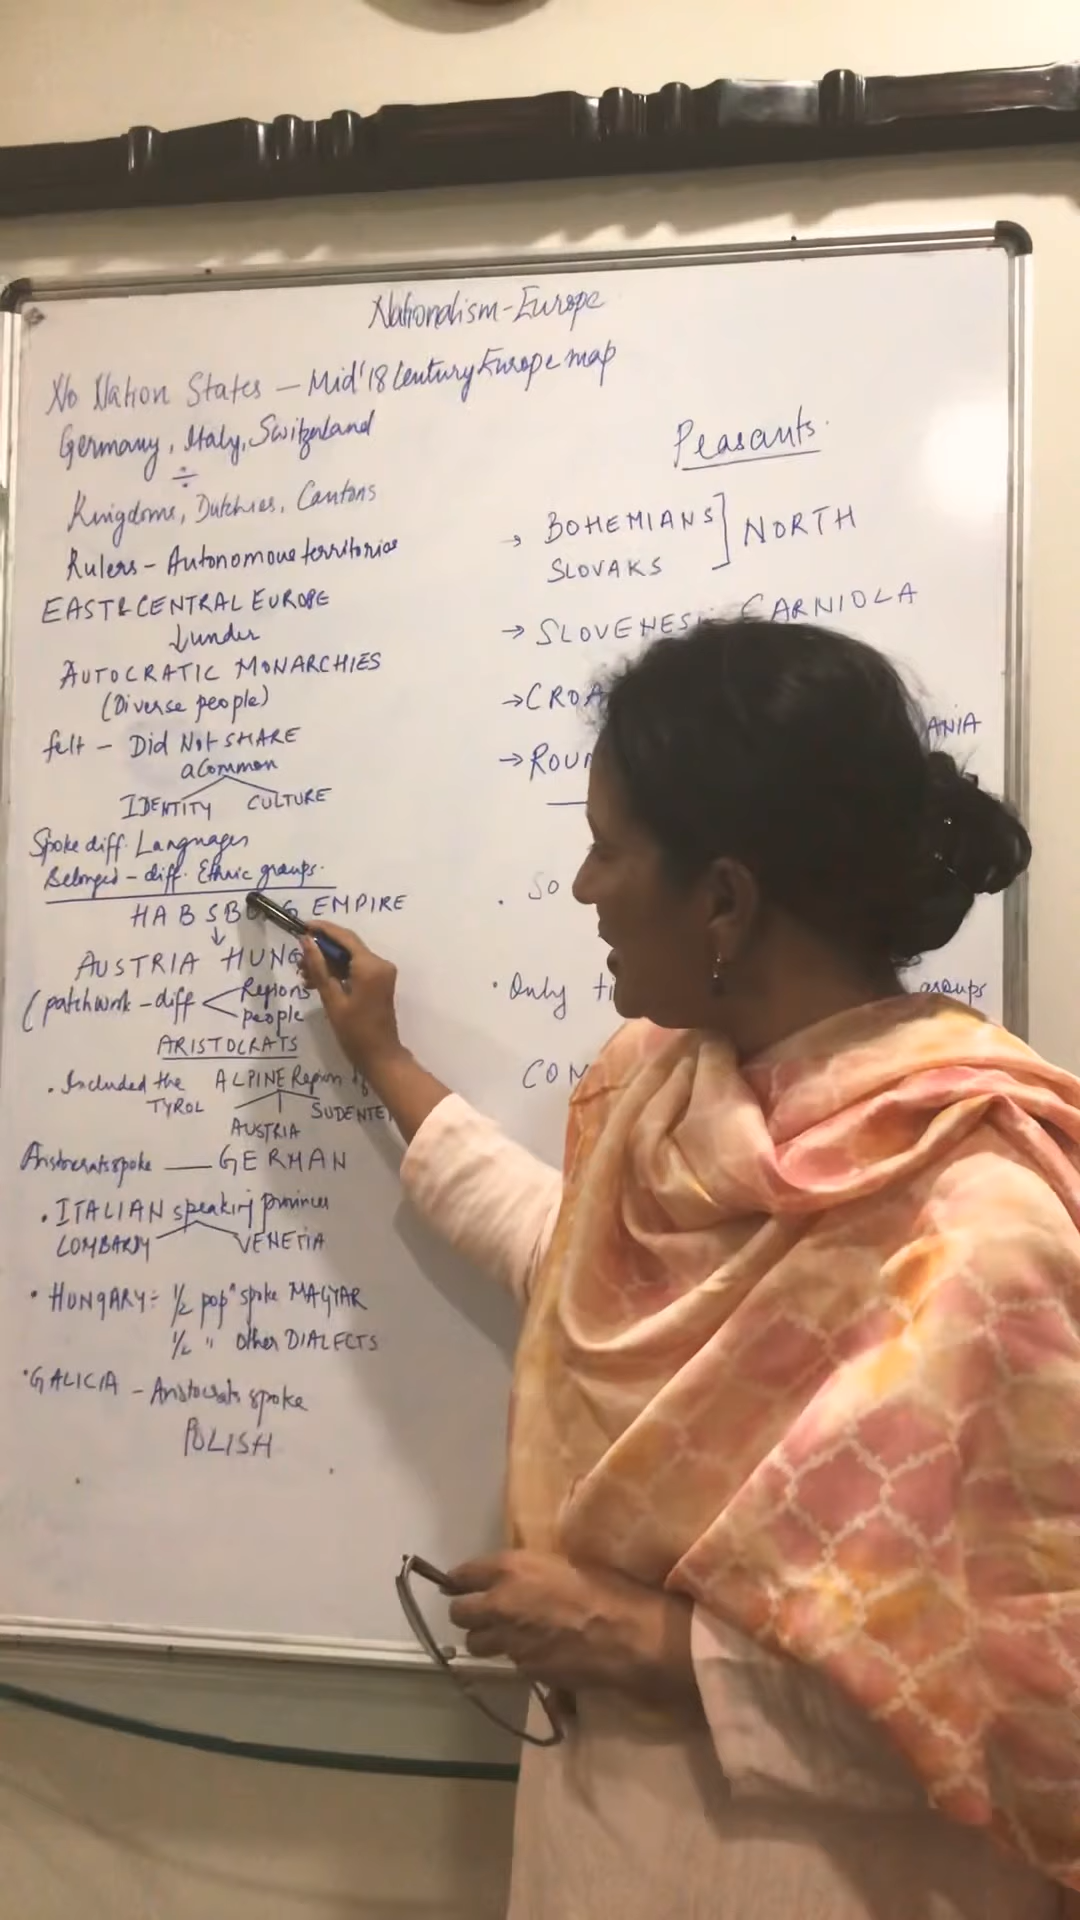 Nationalism-Europe
No Nation States — Mid'18 Century Europe map
Germany, Italy, Switzerland
÷
Kingdoms, Dutchies, Cantons
Rulers - Autonomous territories
EAST & CENTRAL EUROPE
↓ under
AUTOCRATIC MONARCHIES
(Diverse people)
felt - Did Not SHARE
a Common
IDENTITY CULTURE
Spoke diff. Languages
Belonged - diff. Ethnic groups.
HABSBURG EMPIRE
↓
AUSTRIA HUNG
(patchwork - diff Regions
people
ARISTOCRATS
. Included the ALPINE Region of
TYROL AUSTRIA SUDENTE
Aristocrats spoke — GERMAN
. ITALIAN speaking provinces
LOMBARDY VENETIA
. HUNGARY: 1/2 popn spoke MAGYAR
1/2 " other DIALECTS
. GALICIA - Aristocrats spoke
POLISH
Peasants.
→ BOHEMIANS
SLOVAKS ] NORTH
→ SLOVENES CARNIOLA
→ CROA
ANIA
→ ROU
. SO
. Only ti groups
COM